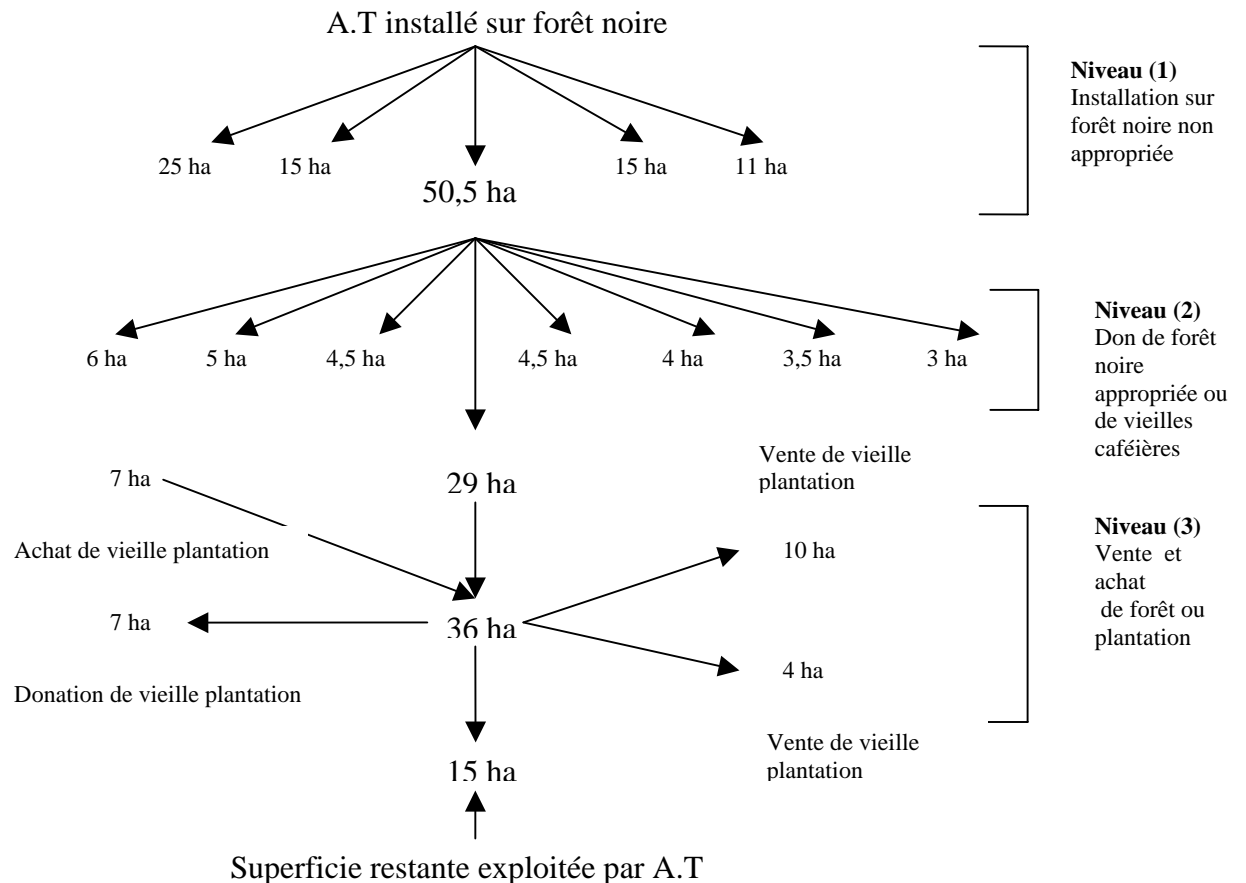 A.T installé sur forêt noire
Niveau (1)
Installation sur
forêt noire non
appropriée
25 ha
15 ha
15 ha
11 ha
50,5 ha
Niveau (2)
Don de forêt
noire
appropriée ou
de vieilles
caféières
6 ha
5 ha
4,5 ha
4,5 ha
4 ha
3,5 ha
3 ha
7 ha
29 ha
Vente de vieille
plantation
Achat de vieille plantation
10 ha
Niveau (3)
Vente et
achat
de forêt ou
plantation
7 ha
36 ha
4 ha
Donation de vieille plantation
Vente de vieille
plantation
15 ha
Superficie restante exploitée par A.T